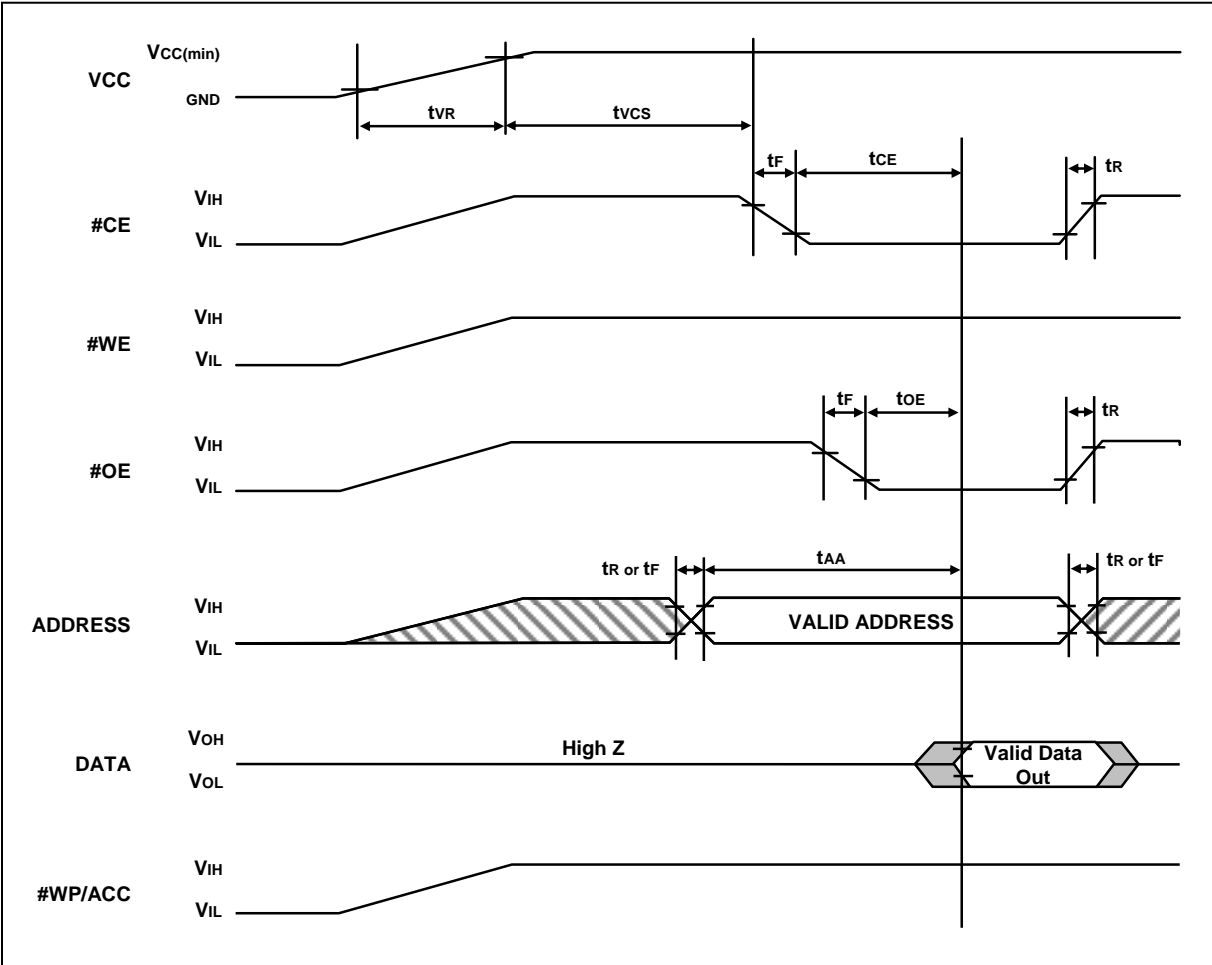 VCC
VCC(min)
GND
tVR
tVCS
#CE
VIH
VIL
tF
tCE
tR
#WE
VIH
VIL
#OE
VIH
VIL
tF
tOE
tR
ADDRESS
VIH
VIL
tR or tF
tAA
tR or tF
VALID ADDRESS
DATA
VOH
VOL
High Z
Valid Data
Out
#WP/ACC
VIH
VIL